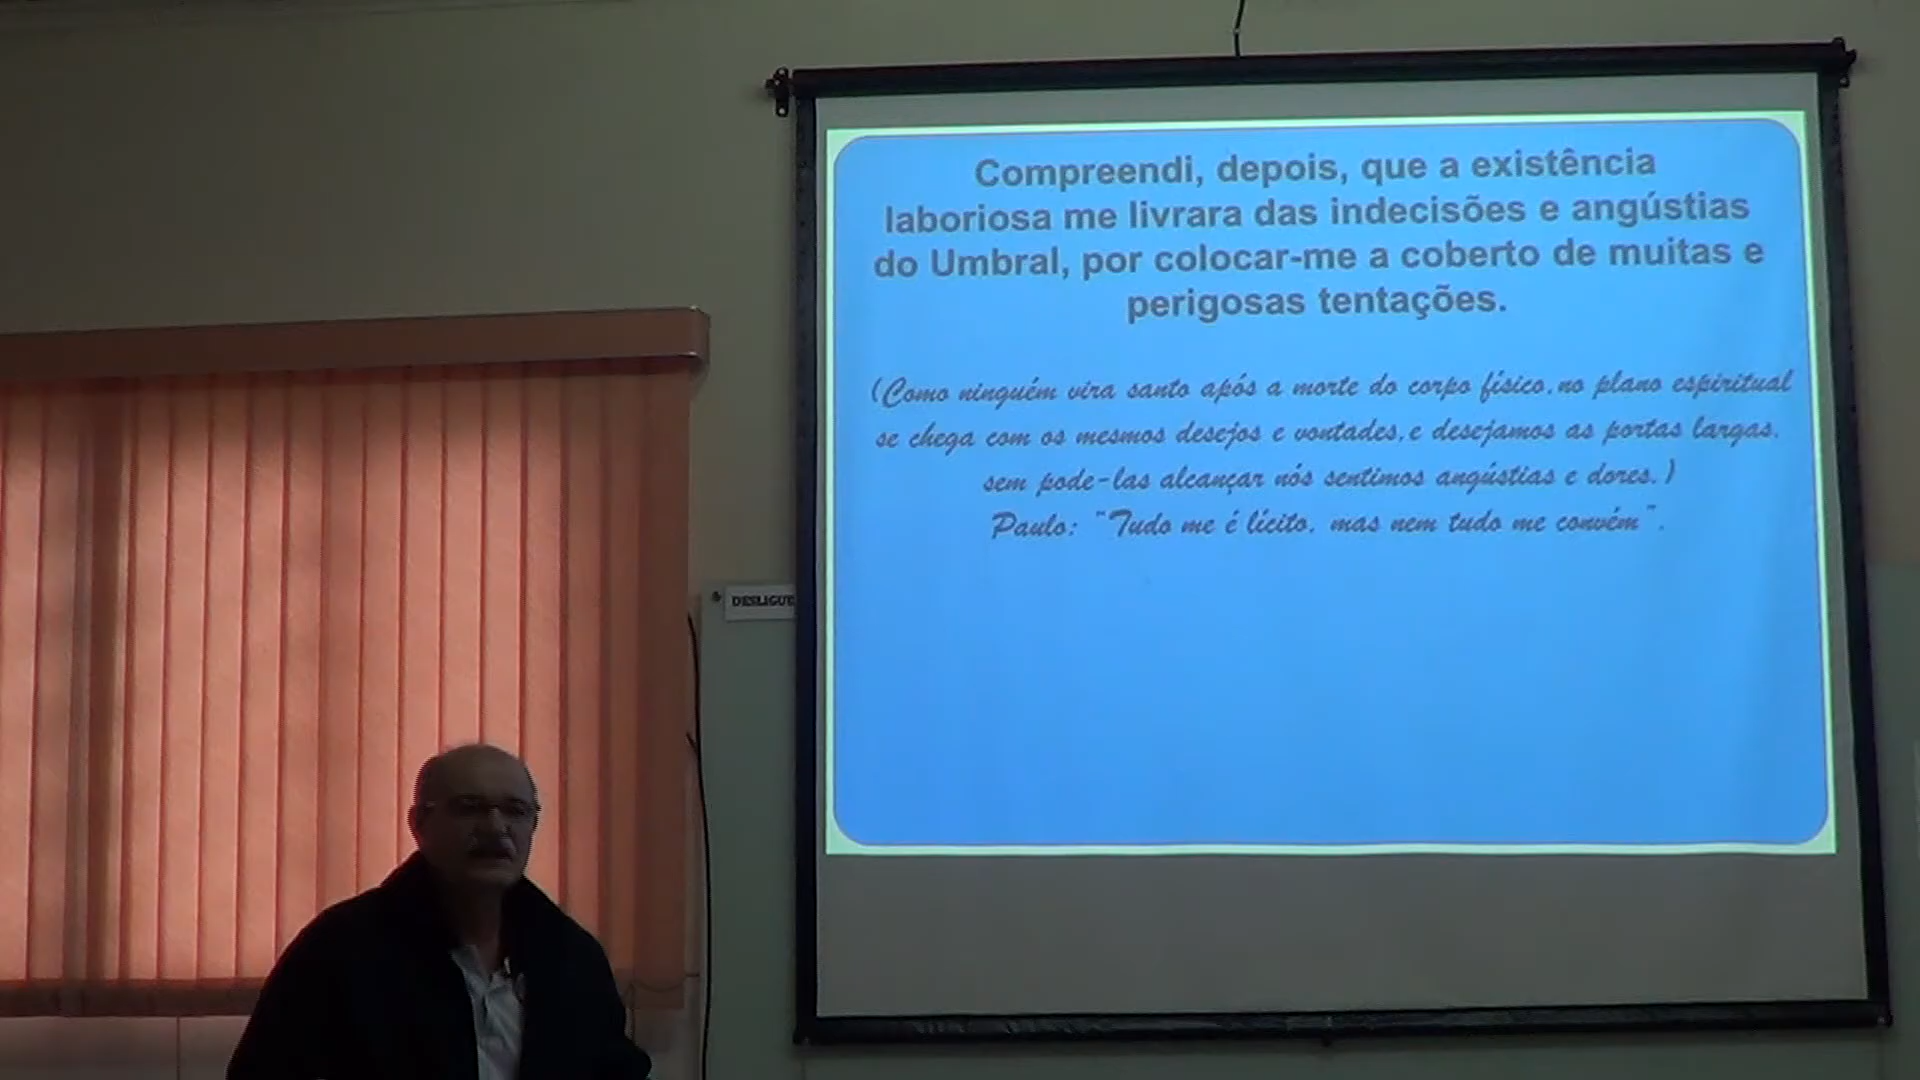 Compreendi, depois, que a existência
laboriosa me livrara das indecisões e angústias
do Umbral, por colocar-me a coberto de muitas e
perigosas tentações.
(Como ninguém vira santo após a morte do corpo físico, no plano espiritual
se chega com os mesmos desejos e vontades, e desejamos as portas largas,
sem pode-las alcançar nós sentimos angústias e dores.)
Paulo: "Tudo me é lícito, mas nem tudo me convém".
DESLIGUE